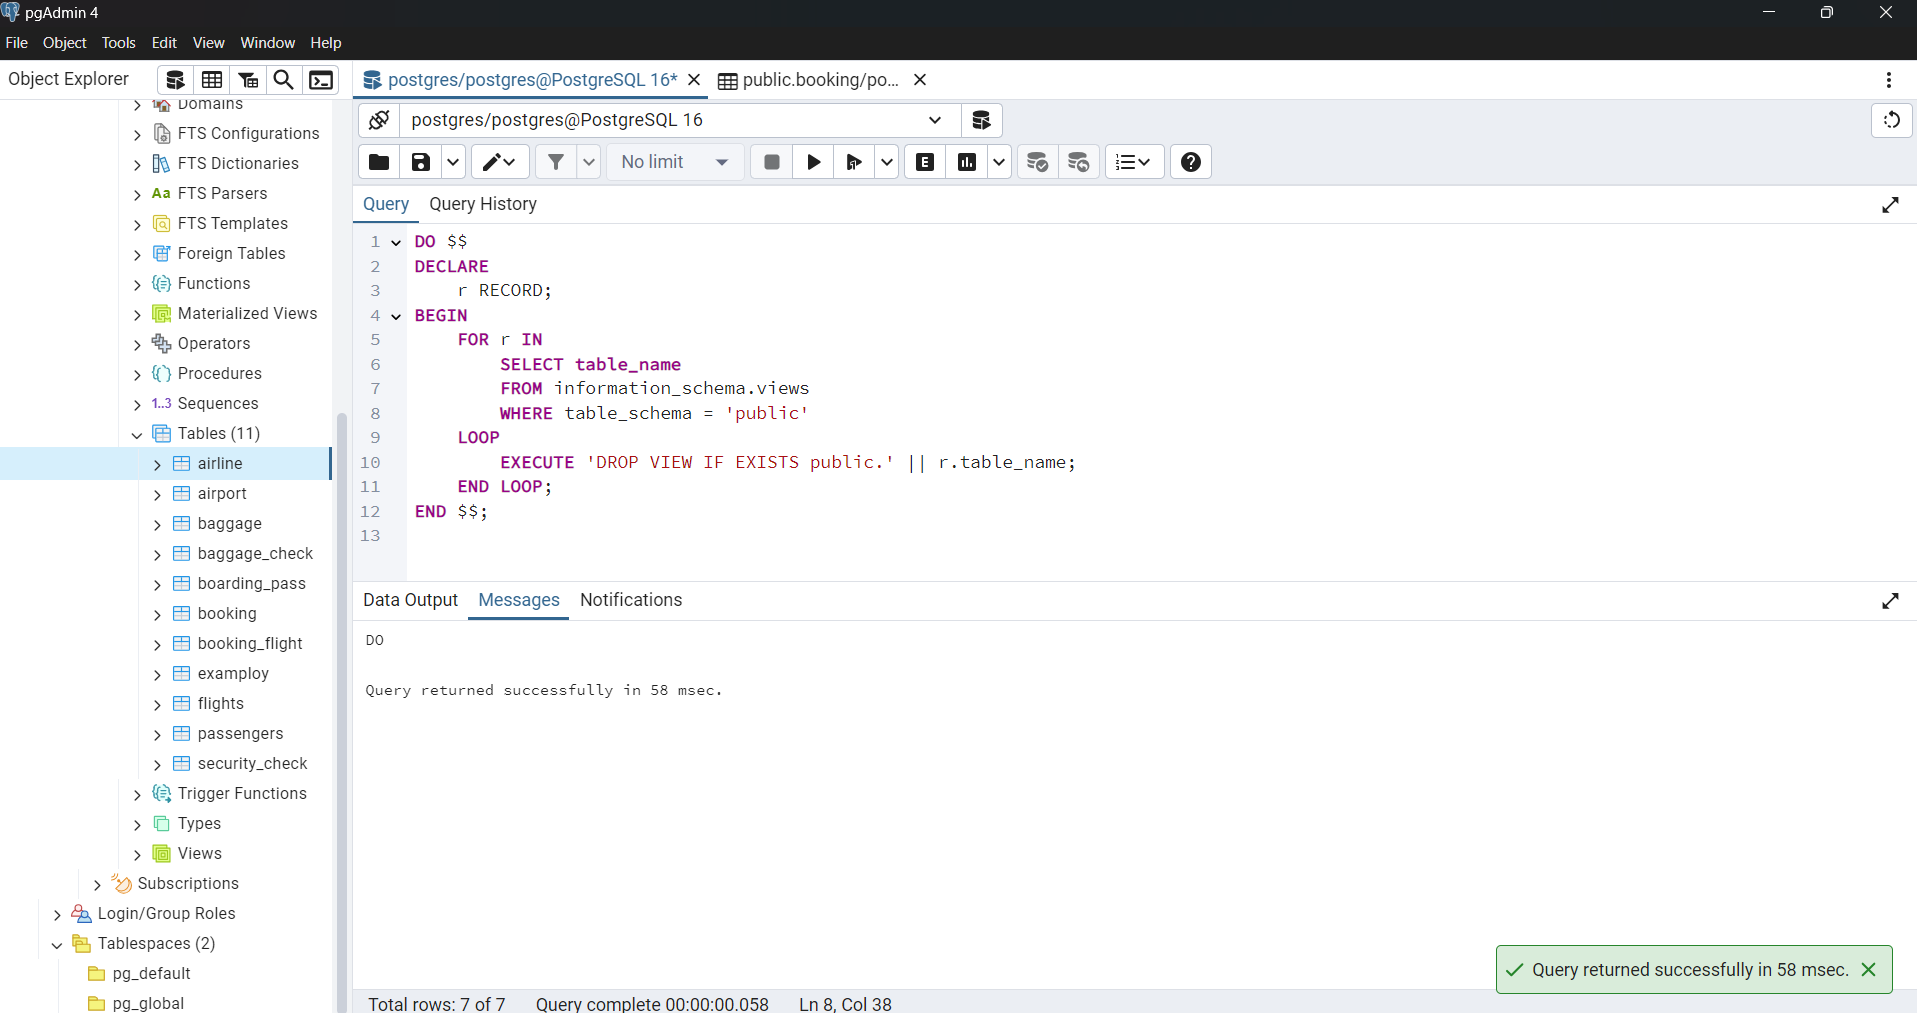 pgAdmin 4
File Object Tools Edit View Window Help
Object Explorer
postgres/postgres@PostgreSQL 16* public.booking/po...
postgres/postgres@PostgreSQL 16
No limit
Query Query History
Domains
FTS Configurations
FTS Dictionaries
Aa FTS Parsers
FTS Templates
Foreign Tables
Functions
Materialized Views
Operators
Procedures
1..3 Sequences
Tables (11)
airline
airport
baggage
baggage_check
boarding_pass
booking
booking_flight
employ
flights
passengers
security_check
Trigger Functions
Types
Views
Subscriptions
Login/Group Roles
Tablespaces (2)
pg_default
pg_global
1 DO $$
2 DECLARE
3 r RECORD;
4 BEGIN
5 FOR r IN
6 SELECT table_name
7 FROM information_schema.views
8 WHERE table_schema = 'public'
9 LOOP
10 EXECUTE 'DROP VIEW IF EXISTS public.' || r.table_name;
11 END LOOP;
12 END $$;
13
Data Output Messages Notifications
DO
Query returned successfully in 58 msec.
Query returned successfully in 58 msec.
Total rows: 7 of 7 Query complete 00:00:00.058 Ln 8, Col 38